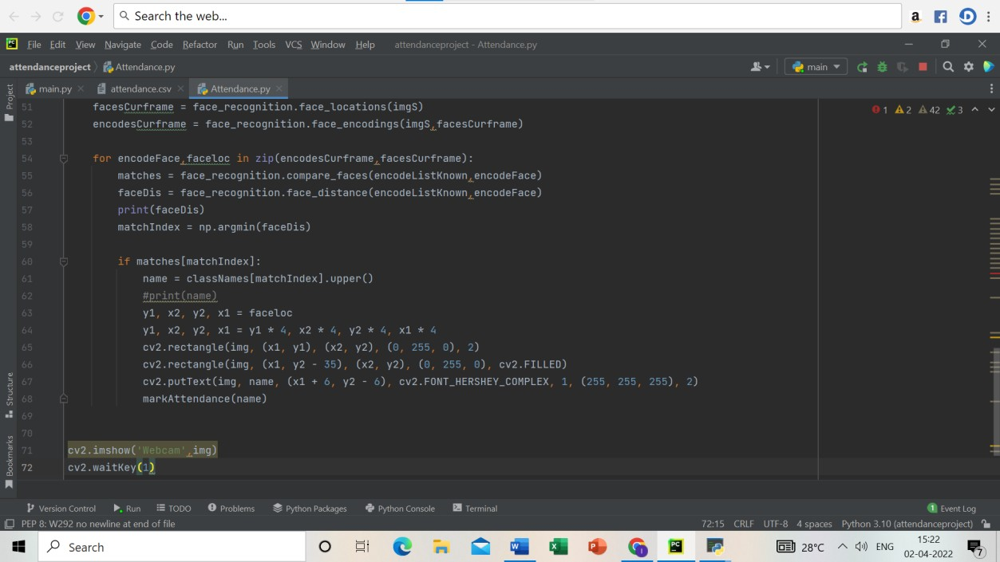 Search the web...
File Edit View Navigate Code Refactor Run Tools VCS Window Help attendanceproject - Attendance.py
attendanceproject Attendance.py main
main.py attendance.csv Attendance.py
Project
1 2 42 3
51 facesCurframe = face_recognition.face_locations(imgS)
52 encodesCurframe = face_recognition.face_encodings(imgS,facesCurframe)
53
54 for encodeFace,faceloc in zip(encodesCurframe,facesCurframe):
55 matches = face_recognition.compare_faces(encodeListKnown,encodeFace)
56 faceDis = face_recognition.face_distance(encodeListKnown,encodeFace)
57 print(faceDis)
58 matchIndex = np.argmin(faceDis)
59
60 if matches[matchIndex]:
61 name = classNames[matchIndex].upper()
62 #print(name)
63 y1, x2, y2, x1 = faceloc
64 y1, x2, y2, x1 = y1 * 4, x2 * 4, y2 * 4, x1 * 4
65 cv2.rectangle(img, (x1, y1), (x2, y2), (0, 255, 0), 2)
66 cv2.rectangle(img, (x1, y2 - 35), (x2, y2), (0, 255, 0), cv2.FILLED)
67 cv2.putText(img, name, (x1 + 6, y2 - 6), cv2.FONT_HERSHEY_COMPLEX, 1, (255, 255, 255), 2)
68 markAttendance(name)
69
70
71 cv2.imshow('Webcam',img)
72 cv2.waitKey(1)
Structure
Bookmarks
Version Control Run TODO Problems Python Packages Python Console Terminal 1 Event Log
PEP 8: W292 no newline at end of file 72:15 CRLF UTF-8 4 spaces Python 3.10 (attendanceproject)
Search 28°C ENG 15:22
02-04-2022 7